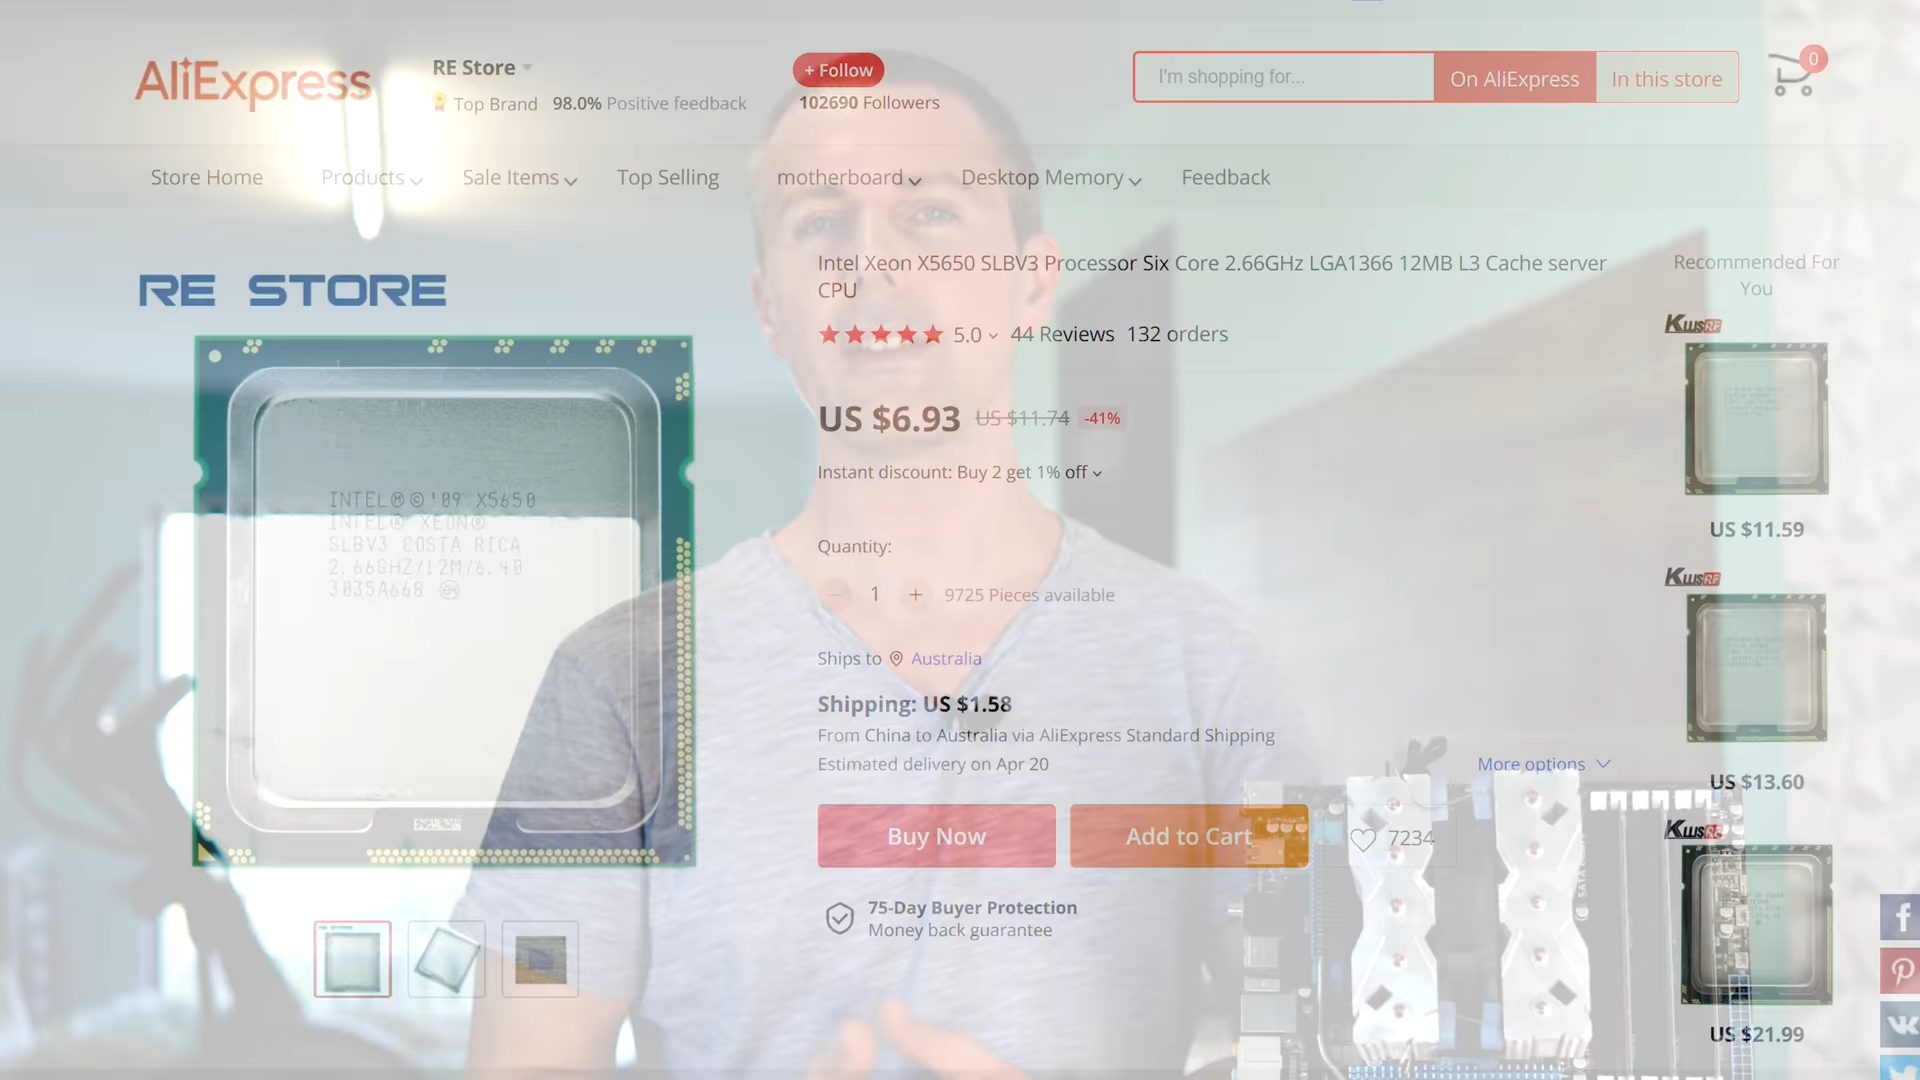 AliExpress
RE Store
Top Brand 98.0% Positive feedback
+ Follow
102690 Followers
I'm shopping for...
On AliExpress
In this store
0
Store Home
Products
Sale Items
Top Selling
motherboard
Desktop Memory
Feedback
RE STORE
INTEL®©'09 X5650
INTEL® XEON®
SLBV3 COSTA RICA
2.66GHZ/12M/6.40
3035A668
Intel Xeon X5650 SLBV3 Processor Six Core 2.66GHz LGA1366 12MB L3 Cache server
CPU
5.0 44 Reviews 132 orders
US $6.93 US $11.74 -41%
Instant discount: Buy 2 get 1% off
Quantity:
1 + 9725 Pieces available
Ships to Australia
Shipping: US $1.58
From China to Australia via AliExpress Standard Shipping
Estimated delivery on Apr 20
More options
Buy Now
Add to Cart
7234
75-Day Buyer Protection
Money back guarantee
Recommended For
You
US $11.59
US $13.60
US $21.99